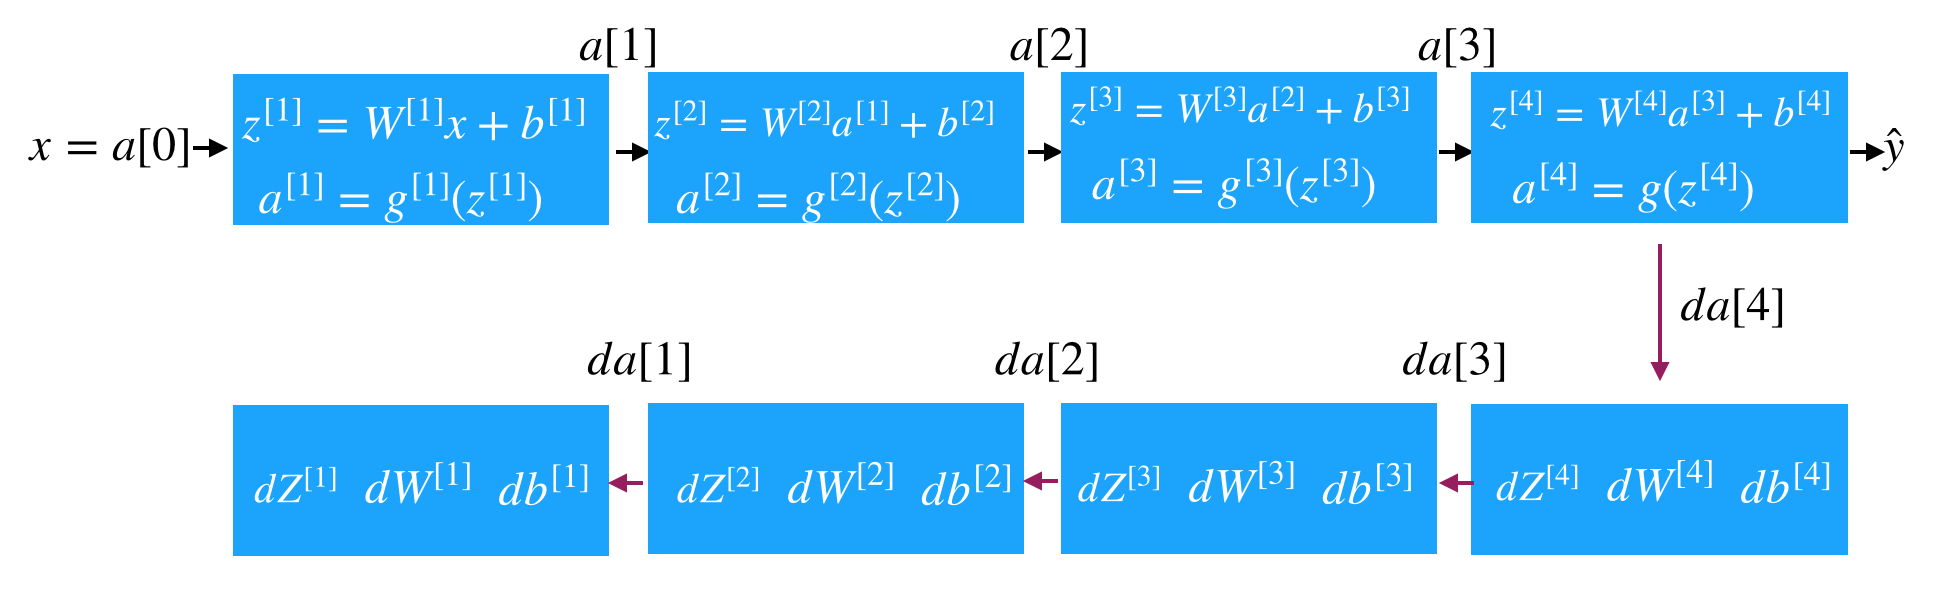 a[1] a[2] a[3]
x = a[0]
z^{[1]} = W^{[1]}x + b^{[1]}
a^{[1]} = g^{[1]}(z^{[1]})
z^{[2]} = W^{[2]}a^{[1]} + b^{[2]}
a^{[2]} = g^{[2]}(z^{[2]})
z^{[3]} = W^{[3]}a^{[2]} + b^{[3]}
a^{[3]} = g^{[3]}(z^{[3]})
z^{[4]} = W^{[4]}a^{[3]} + b^{[4]}
a^{[4]} = g(z^{[4]})
ŷ
da[4]
da[1] da[2] da[3]
dZ^{[1]} dW^{[1]} db^{[1]}
dZ^{[2]} dW^{[2]} db^{[2]}
dZ^{[3]} dW^{[3]} db^{[3]}
dZ^{[4]} dW^{[4]} db^{[4]}